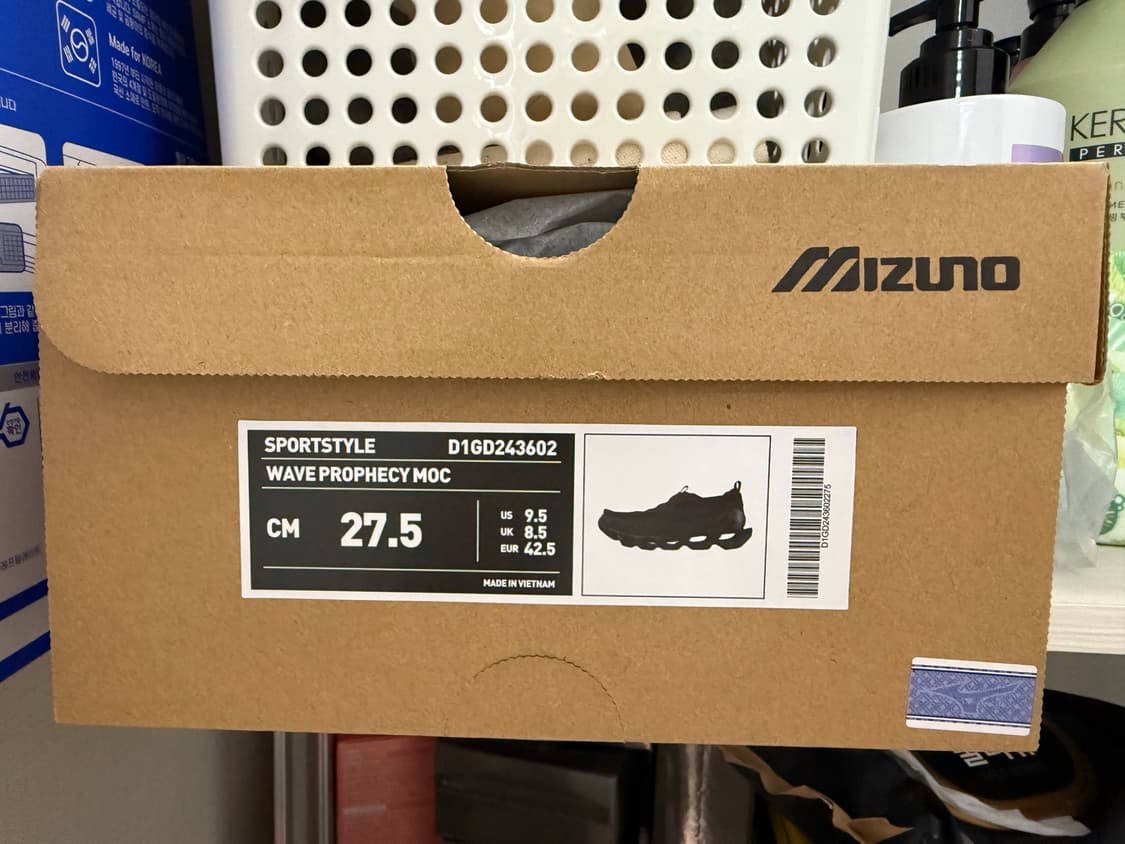 Made for KOREA
MIZUNO
KER
PER
SPORTSTYLE D1GD243602
WAVE PROPHECY MOC
CM 27.5
US 9.5
UK 8.5
EUR 42.5
MADE IN VIETNAM
D1GD243602275